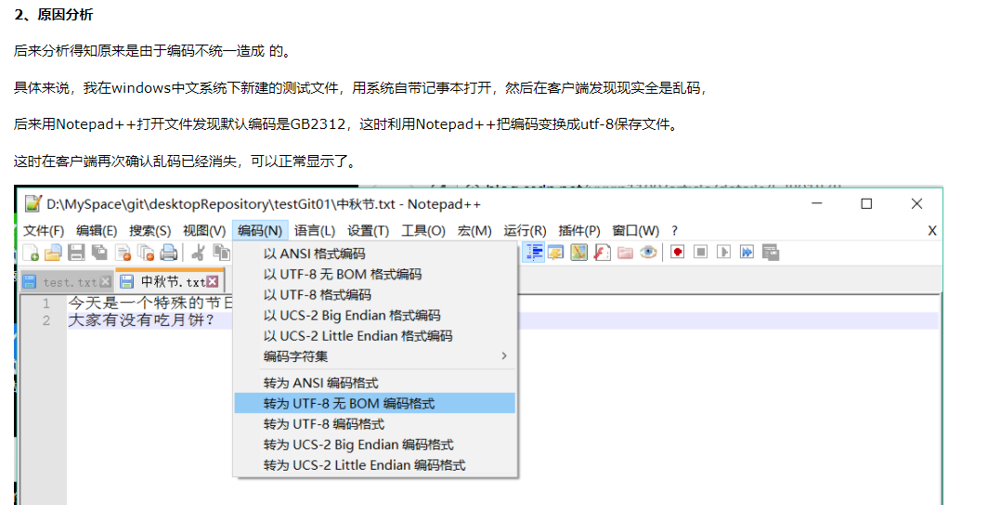 2、原因分析
后来分析得知原来是由于编码不统一造成 的。
具体来说，我在windows中文系统下新建的测试文件，用系统自带记事本打开，然后在客户端发现现实全是乱码，
后来用Notepad++打开文件发现默认编码是GB2312，这时利用Notepad++把编码变换成utf-8保存文件。
这时在客户端再次确认乱码已经消失，可以正常显示了。
D:\MySpace\git\desktopRepository\testGit01\中秋节.txt - Notepad++
文件(F) 编辑(E) 搜索(S) 视图(V) 编码(N) 语言(L) 设置(T) 工具(O) 宏(M) 运行(R) 插件(P) 窗口(W) ? X
以 ANSI 格式编码
以 UTF-8 无 BOM 格式编码
test.txt 中秋节.txt
以 UTF-8 格式编码
1 今天是一个特殊的节日
2 大家有没有吃月饼？
以 UCS-2 Big Endian 格式编码
以 UCS-2 Little Endian 格式编码
编码字符集
转为 ANSI 编码格式
转为 UTF-8 无 BOM 编码格式
转为 UTF-8 编码格式
转为 UCS-2 Big Endian 编码格式
转为 UCS-2 Little Endian 编码格式